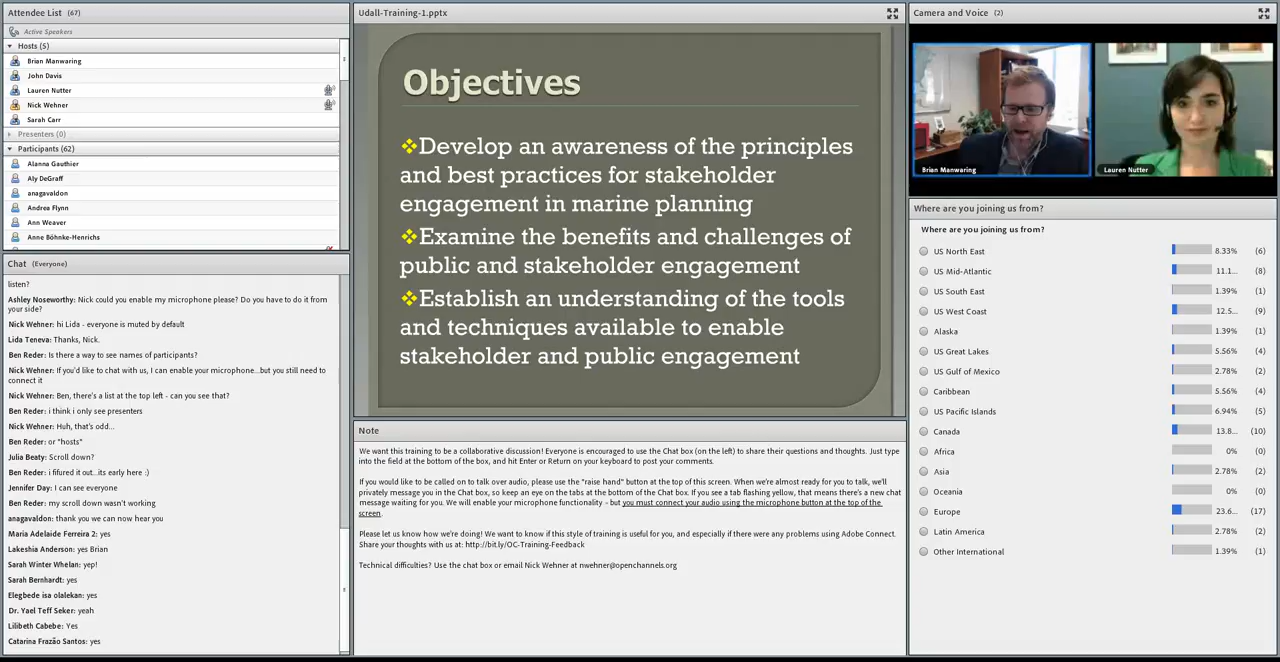 Attendee List (67)
Active Speakers
Hosts (5)
Brian Manwaring
John Davis
Lauren Nutter
Nick Wehner
Sarah Carr
Presenters (0)
Participants (62)
Alanna Gauthier
Aly DeGraff
anagavaldon
Andrea Flynn
Ann Weaver
Anne Böhnke-Henrichs
Chat (Everyone)
listen?
Ashley Noseworthy: Nick could you enable my microphone please? Do you have to do it from
your side?
Nick Wehner: hi Lida - everyone is muted by default
Lida Teneva: Thanks, Nick.
Ben Reder: Is there a way to see names of participants?
Nick Wehner: If you'd like to chat with us, I can enable your microphone...but you still need to
connect it
Nick Wehner: Ben, there's a list at the top left - can you see that?
Ben Reder: i think i only see presenters
Nick Wehner: Huh, that's odd...
Ben Reder: or "hosts"
Julia Beaty: Scroll down?
Ben Reder: i fifured it out...its early here :)
Jennifer Day: I can see everyone
Ben Reder: my scroll down wasn't working
anagavaldon: thank you we can now hear you
Maria Adelaide Ferreira 2: yes
Lakeshia Anderson: yes Brian
Sarah Winter Whelan: yep!
Sarah Bernhardt: yes
Elegbede isa olalekan: yes
Dr. Yael Teff Seker: yeah
Lilibeth Cabebe: Yes
Catarina Frazão Santos: yes
Udall-Training-1.pptx
Objectives
Develop an awareness of the principles
and best practices for stakeholder
engagement in marine planning
Examine the benefits and challenges of
public and stakeholder engagement
Establish an understanding of the tools
and techniques available to enable
stakeholder and public engagement
Note
We want this training to be a collaborative discussion! Everyone is encouraged to use the Chat box (on the left) to share their questions and thoughts. Just type
into the field at the bottom of the box, and hit Enter or Return on your keyboard to post your comments.
If you would like to be called on to talk over audio, please use the "raise hand" button at the top of this screen. When we're almost ready for you to talk, we'll
privately message you in the Chat box, so keep an eye on the tabs at the bottom of the Chat box. If you see a tab flashing yellow, that means there's a new chat
message waiting for you. We will enable your microphone functionality - but you must connect your audio using the microphone button at the top of the
screen.
Please let us know how we're doing! We want to know if this style of training is useful for you, and especially if there were any problems using Adobe Connect.
Share your thoughts with us at: http://bit.ly/OC-Training-Feedback
Technical difficulties? Use the chat box or email Nick Wehner at nwehner@openchannels.org
Camera and Voice (2)
Brian Manwaring
Lauren Nutter
Where are you joining us from?
Where are you joining us from?
US North East 8.33% (6)
US Mid-Atlantic 11.1... (8)
US South East 1.39% (1)
US West Coast 12.5... (9)
Alaska 1.39% (1)
US Great Lakes 5.56% (4)
US Gulf of Mexico 2.78% (2)
Caribbean 5.56% (4)
US Pacific Islands 6.94% (5)
Canada 13.8... (10)
Africa 0% (0)
Asia 2.78% (2)
Oceania 0% (0)
Europe 23.6... (17)
Latin America 2.78% (2)
Other International 1.39% (1)